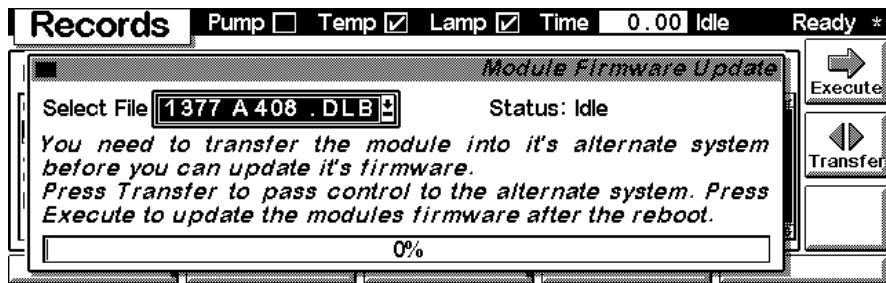 Records Pump Temp Lamp Time 0.00 Idle Ready *
Module Firmware Update
Execute
Select File 1377 A408 .DLB Status: Idle
You need to transfer the module into it's alternate system
before you can update it's firmware.
Transfer
Press Transfer to pass control to the alternate system. Press
Execute to update the modules firmware after the reboot.
0%